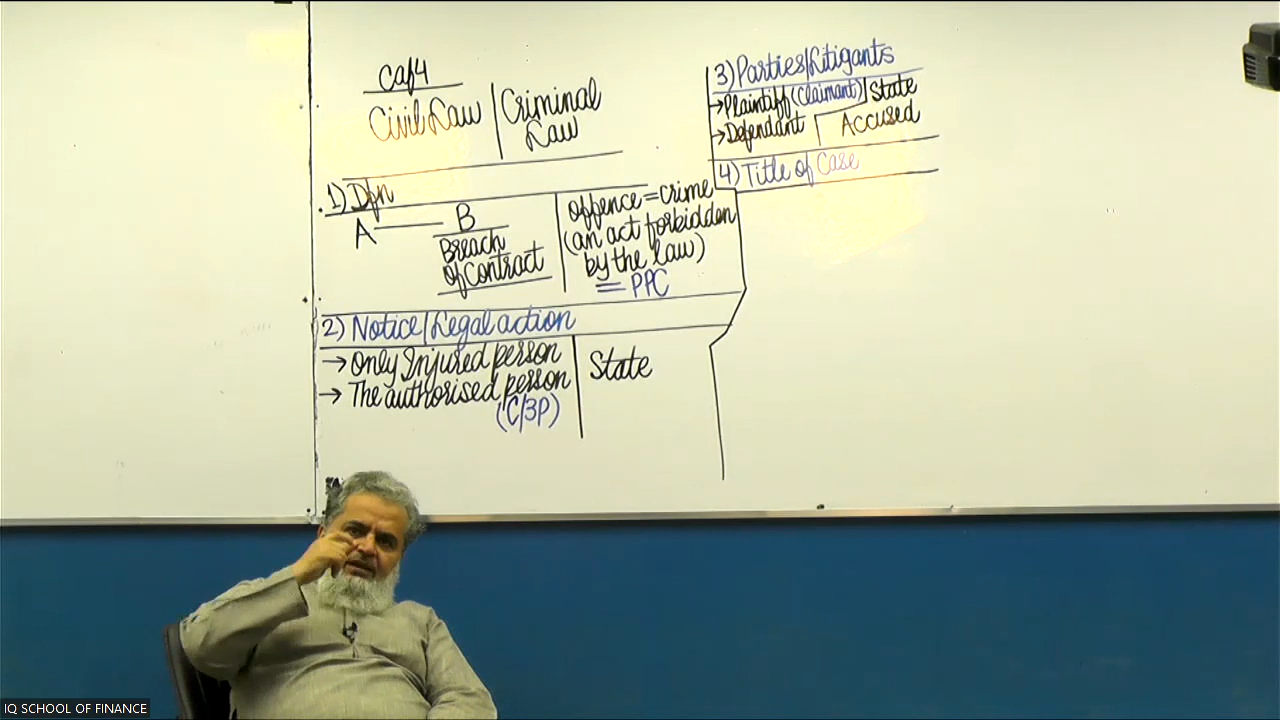 Caf4
Civil Law | Criminal
Law
1) Dfn
A — B
Breach
of Contract
offence = crime
(an act forbidden
by the law)
= PPC
2) Notice/Legal action
→ Only Injured person
→ The authorised person
(C/3P)
State
3) Parties/Litigants
→ Plaintiff (Claimant) / State
→ Defendant
Accused
4) Title of Case
IQ SCHOOL OF FINANCE